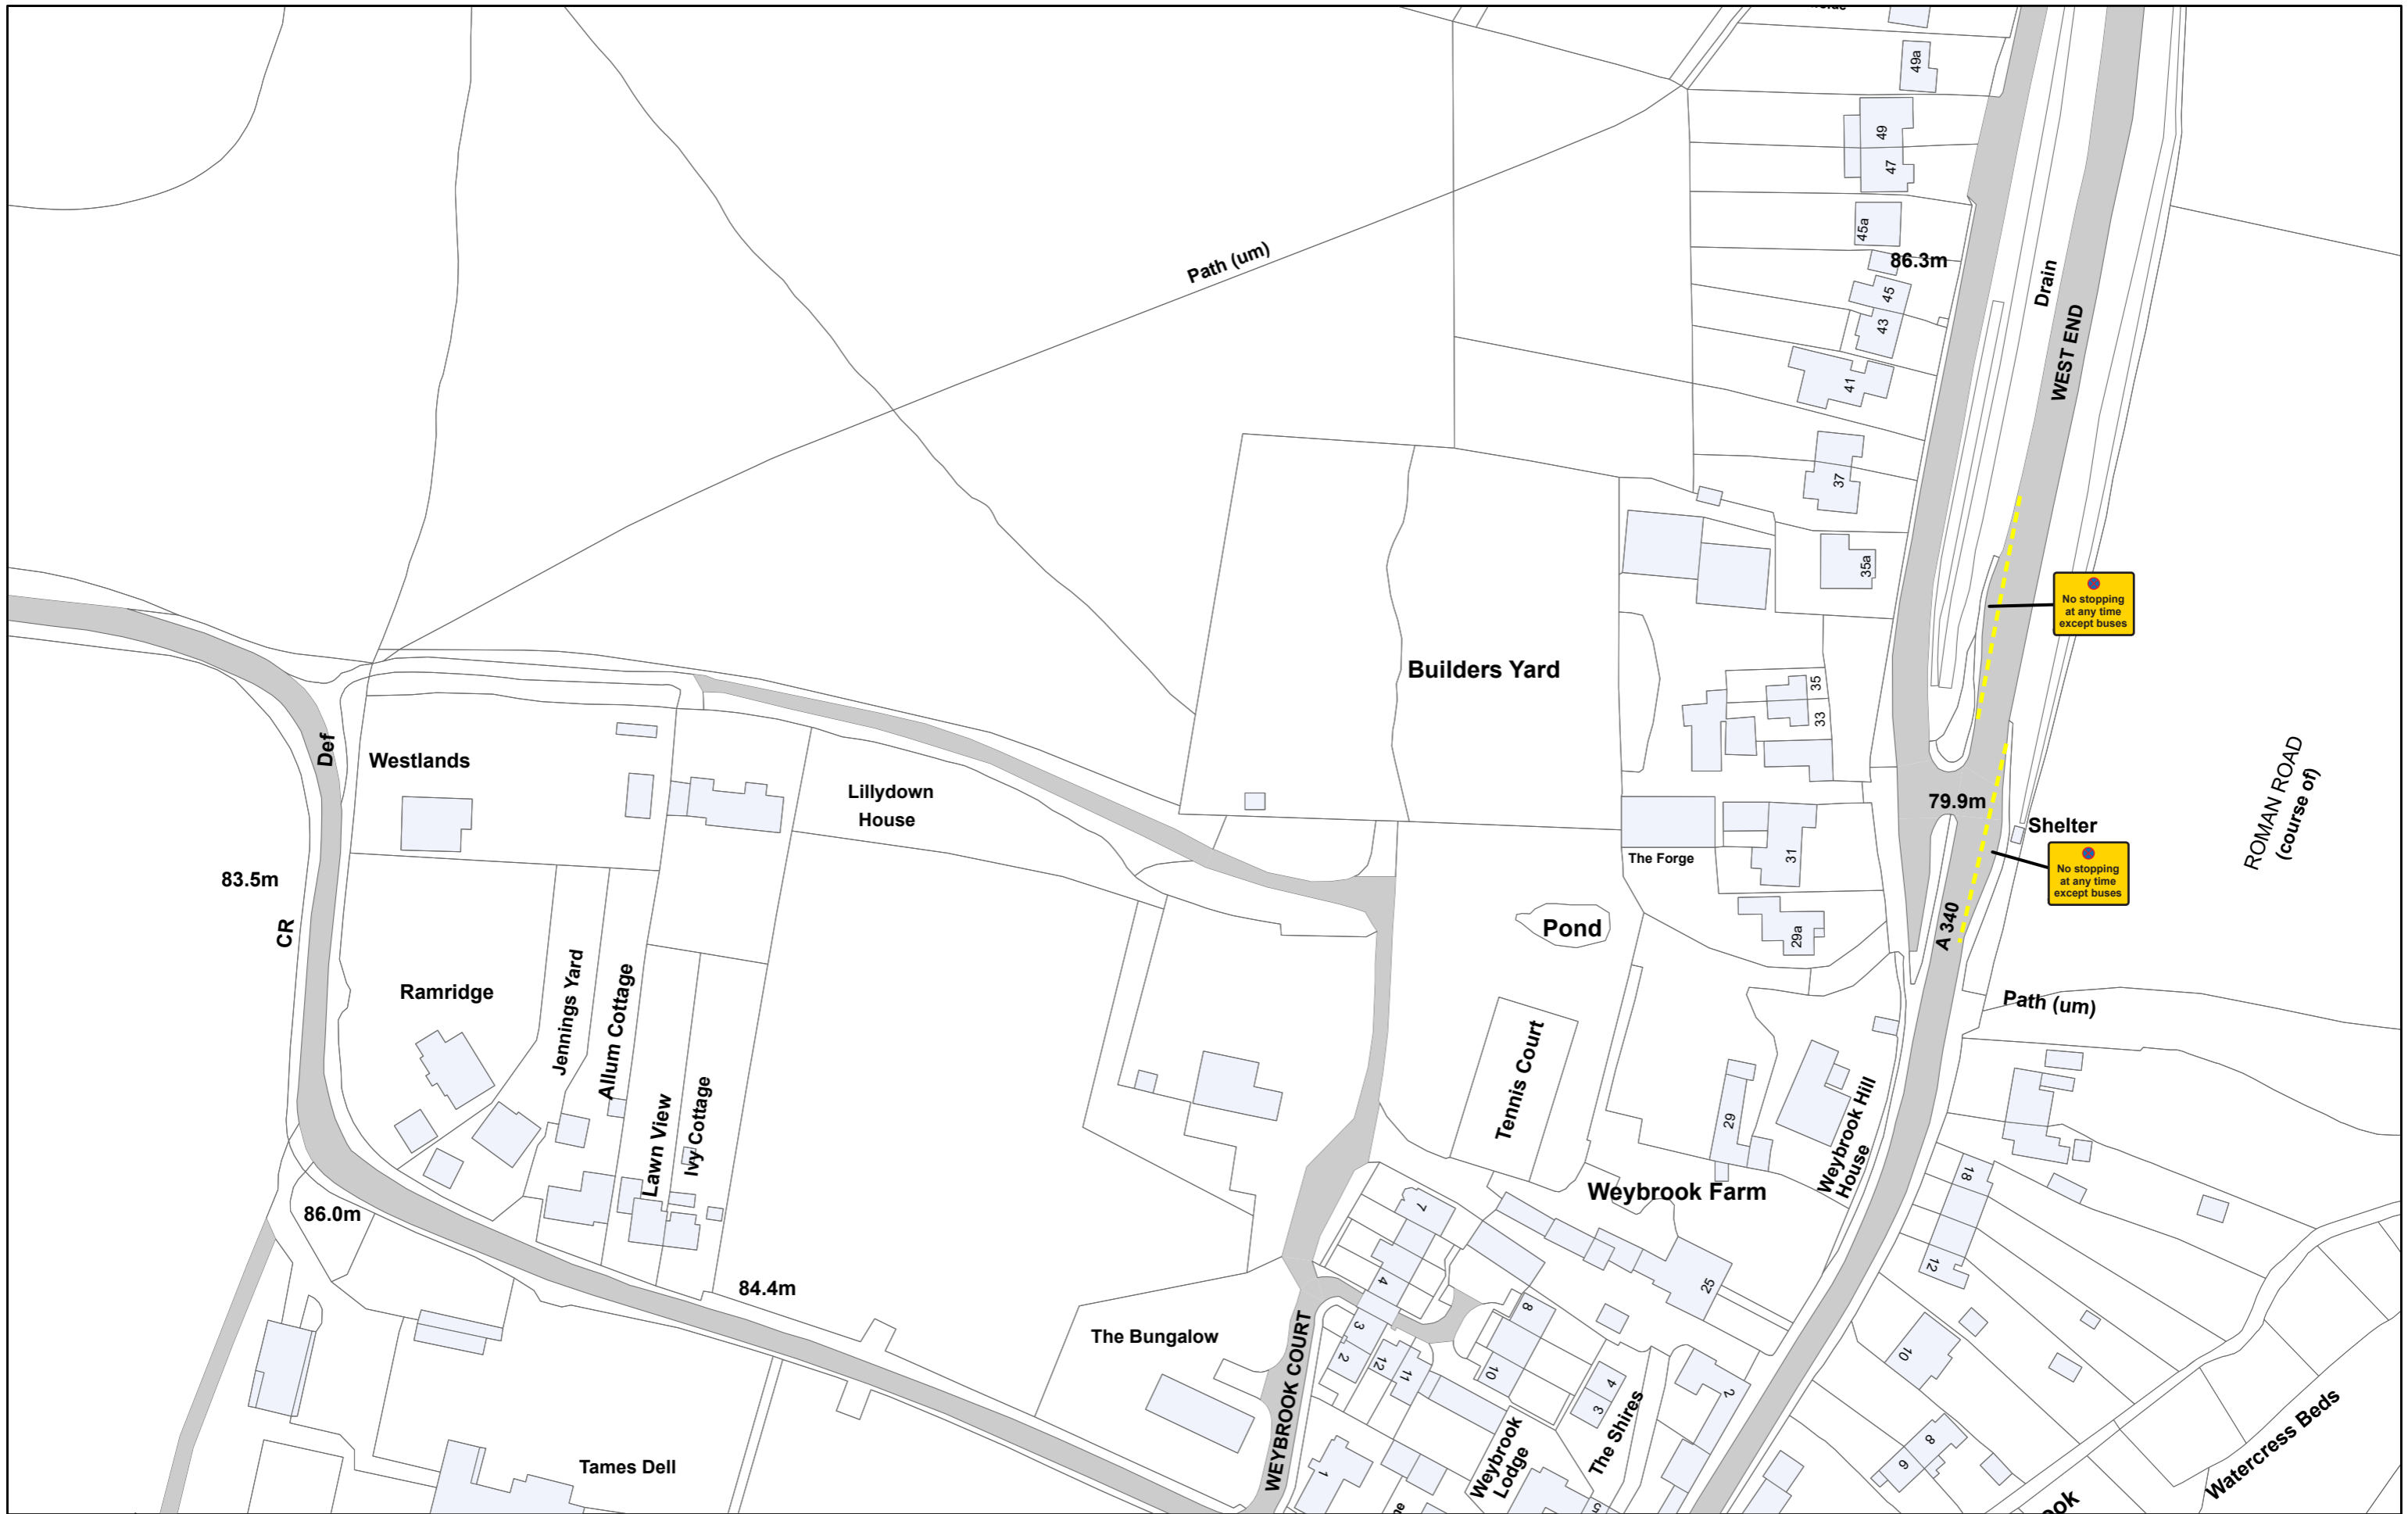 49a
49
47
45a
86.3m
45
43
41
37
35a
Drain
WEST END
Path (um)
No stopping
at any time
except buses
Builders Yard
35
33
Def
Westlands
Lillydown
House
79.9m
Shelter
ROMAN ROAD
(course of)
The Forge
31
No stopping
at any time
except buses
83.5m
CR
Pond
29a
A 340
Ramridge
Jennings Yard
Allum Cottage
Path (um)
Tennis Court
Lawn View
Ivy Cottage
29
Weybrook Hill
House
Weybrook Farm
18
12
86.0m
7
4
25
84.4m
The Bungalow
WEYBROOK COURT
3
2
12
11
8
10
4
3
2
10
The Shires
Weybrook
Lodge
Tames Dell
1
8
6
Watercress Beds